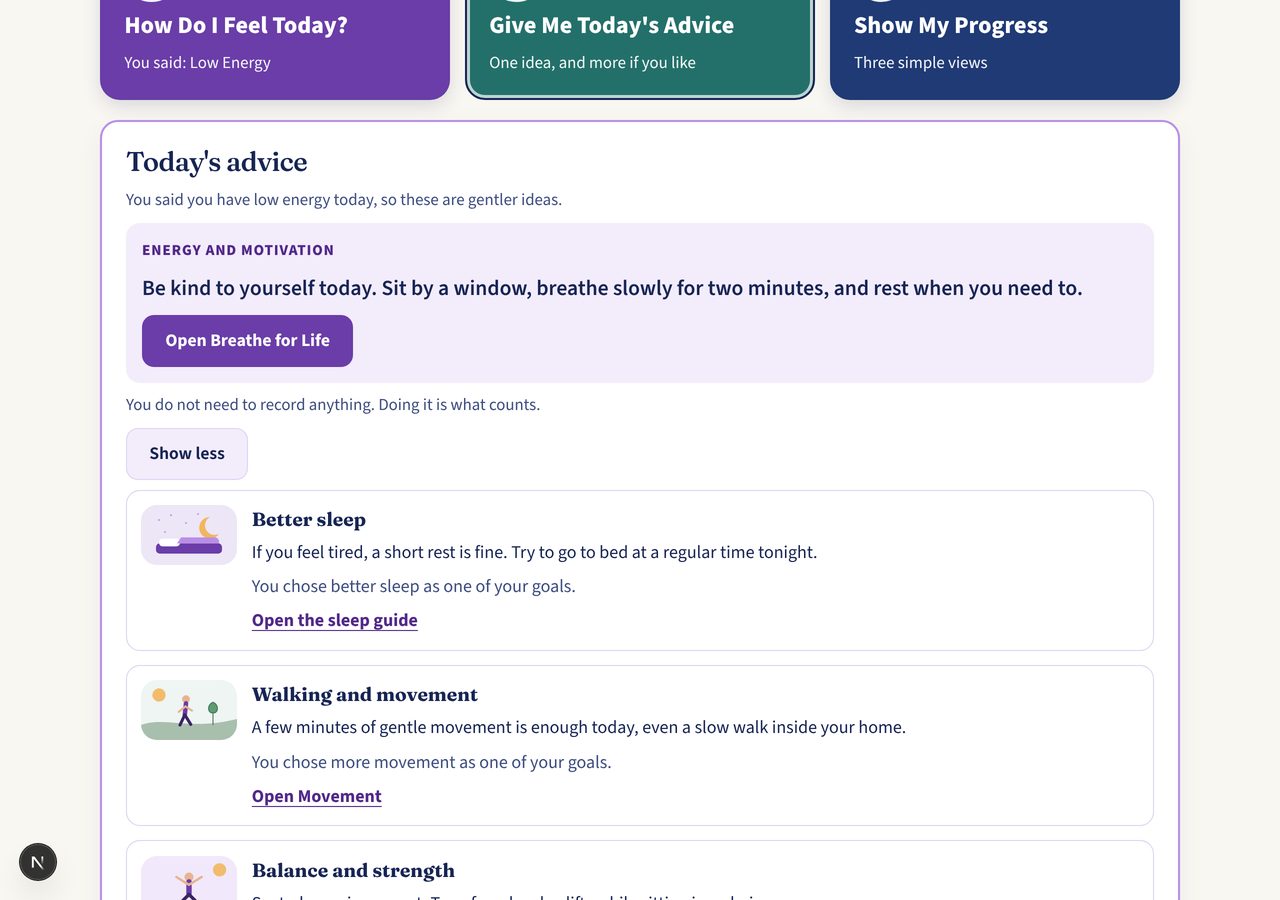 How Do I Feel Today?
You said: Low Energy
Give Me Today's Advice
One idea, and more if you like
Show My Progress
Three simple views
Today's advice
You said you have low energy today, so these are gentler ideas.
ENERGY AND MOTIVATION
Be kind to yourself today. Sit by a window, breathe slowly for two minutes, and rest when you need to.
Open Breathe for Life
You do not need to record anything. Doing it is what counts.
Show less
Better sleep
If you feel tired, a short rest is fine. Try to go to bed at a regular time tonight.
You chose better sleep as one of your goals.
Open the sleep guide
Walking and movement
A few minutes of gentle movement is enough today, even a slow walk inside your home.
You chose more movement as one of your goals.
Open Movement
N
Balance and strength